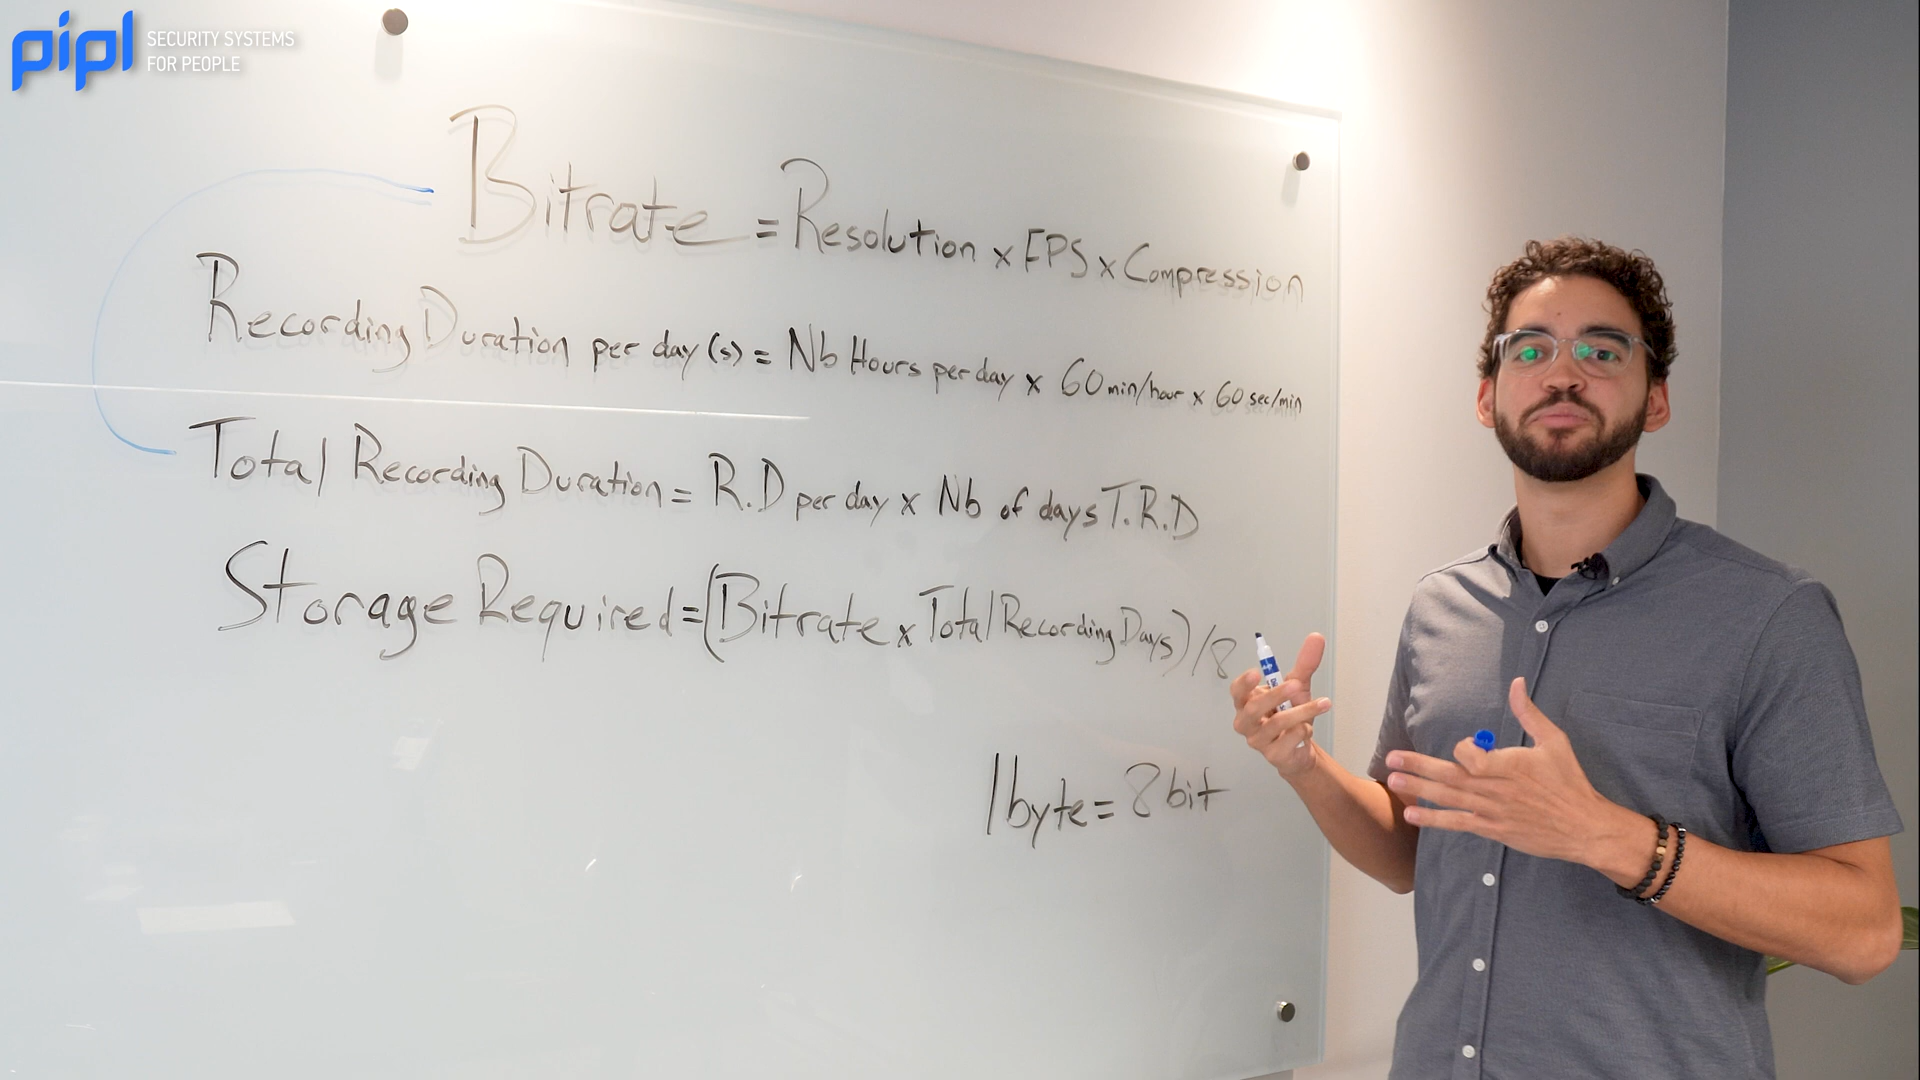 pipl
SECURITY SYSTEMS
FOR PEOPLE
Bitrate = Resolution x FPS x Compression
Recording Duration per day (s) = Nb Hours per day x 60 min/hour x 60 sec/min
Total Recording Duration = R.D per day x Nb of days T.R.D
Storage Required = (Bitrate x Total Recording Days) / 8
1 byte = 8 bit